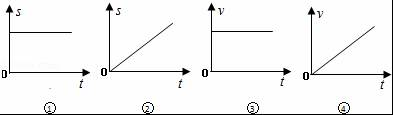 s s v v
0 t 0 t 0 t 0 t
① ② ③ ④